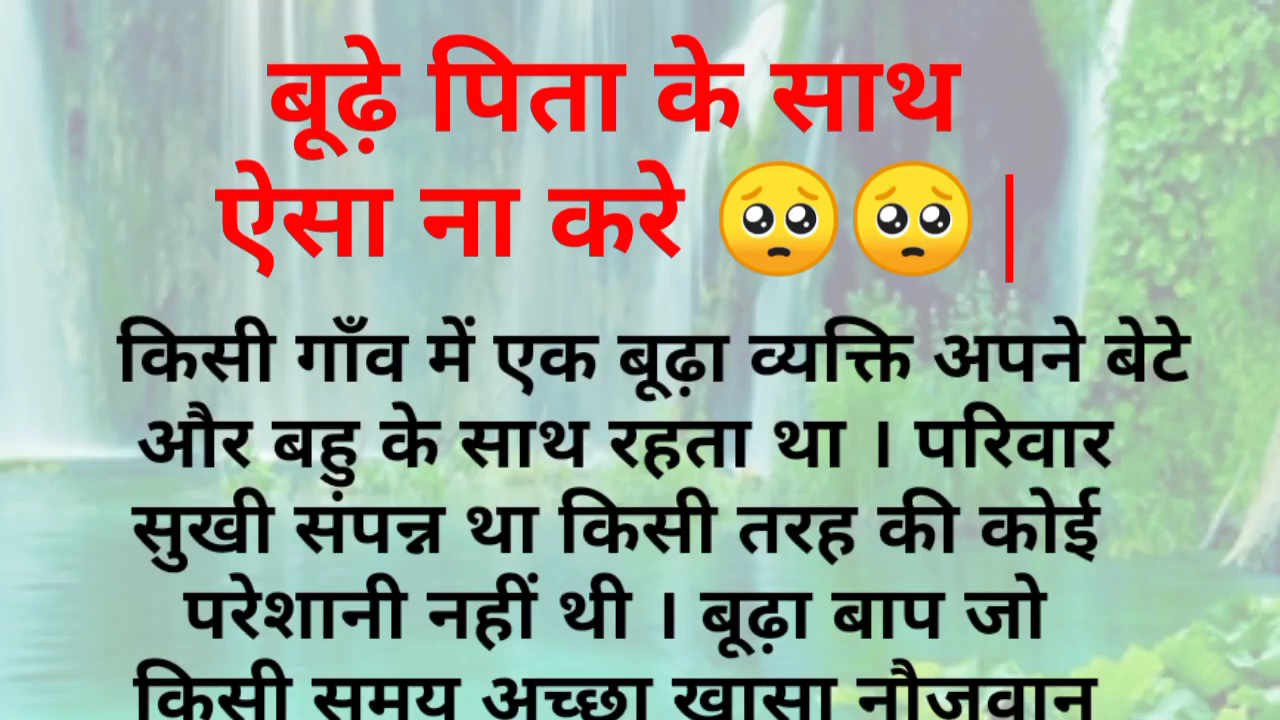 बूढ़े पिता के साथ
ऐसा ना करे 🥺🥺|
किसी गाँव में एक बूढ़ा व्यक्ति अपने बेटे
और बहु के साथ रहता था । परिवार
सुखी संपन्न था किसी तरह की कोई
परेशानी नहीं थी । बूढ़ा बाप जो
किसी समय अच्छा खासा नौजवान